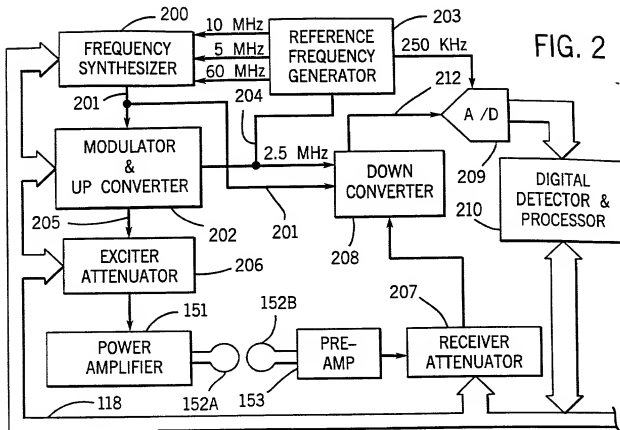 FIG. 2
200
203
10 MHz
5 MHz
60 MHz
FREQUENCY
SYNTHESIZER
REFERENCE
FREQUENCY
GENERATOR
250 KHz
201
204
212
A/D
209
MODULATOR
&
UP CONVERTER
2.5 MHz
DOWN
CONVERTER
DIGITAL
DETECTOR &
PROCESSOR
210
205
202
201
208
EXCITER
ATTENUATOR
206
207
151
152B
POWER
AMPLIFIER
PRE-
AMP
RECEIVER
ATTENUATOR
152A
153
118